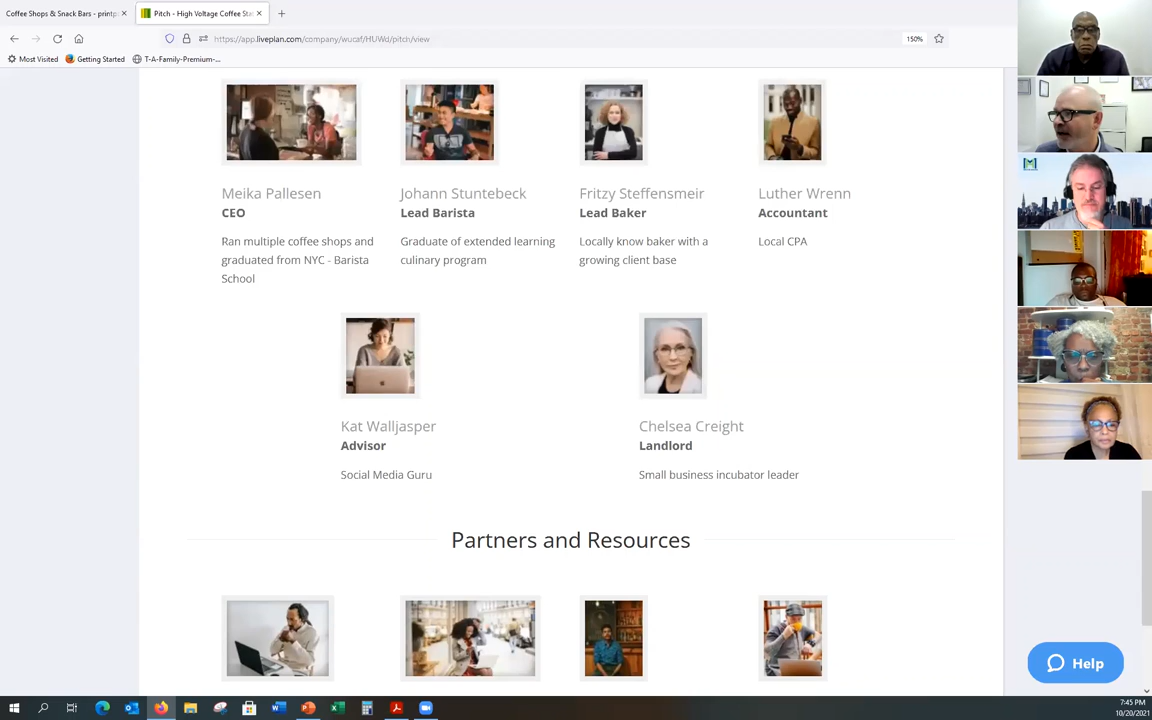 Coffee Shops & Snack Bars - printp
Pitch - High Voltage Coffee Sta
https://app.liveplan.com/company/wucaf/HUWd/pitch/view
150%
Most Visited
Getting Started
T-A-Family-Premium-...
Meika Pallesen
CEO
Ran multiple coffee shops and
graduated from NYC - Barista
School
Johann Stuntebeck
Lead Barista
Graduate of extended learning
culinary program
Fritzy Steffensmeir
Lead Baker
Locally know baker with a
growing client base
Luther Wrenn
Accountant
Local CPA
Kat Walljasper
Advisor
Social Media Guru
Chelsea Creight
Landlord
Small business incubator leader
Partners and Resources
Help
7:45 PM
10/20/2021